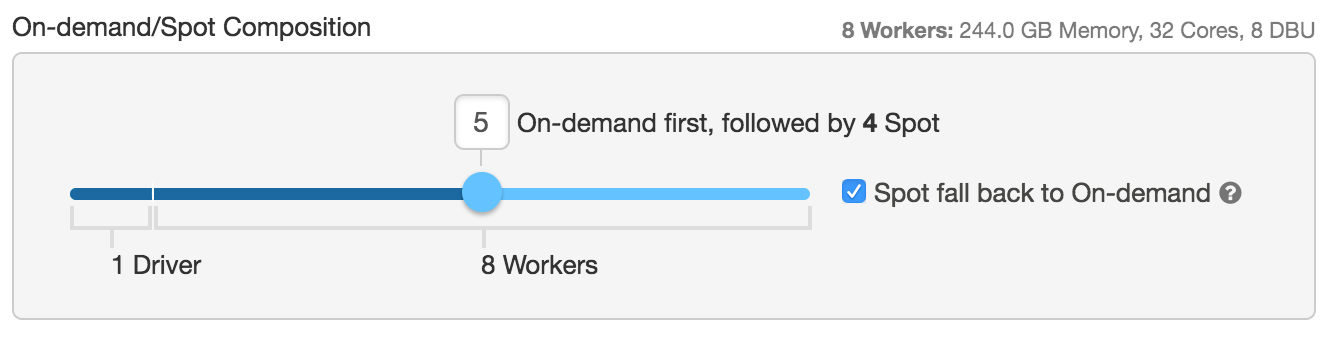 On-demand/Spot Composition
8 Workers: 244.0 GB Memory, 32 Cores, 8 DBU
5 On-demand first, followed by 4 Spot
Spot fall back to On-demand ?
1 Driver
8 Workers